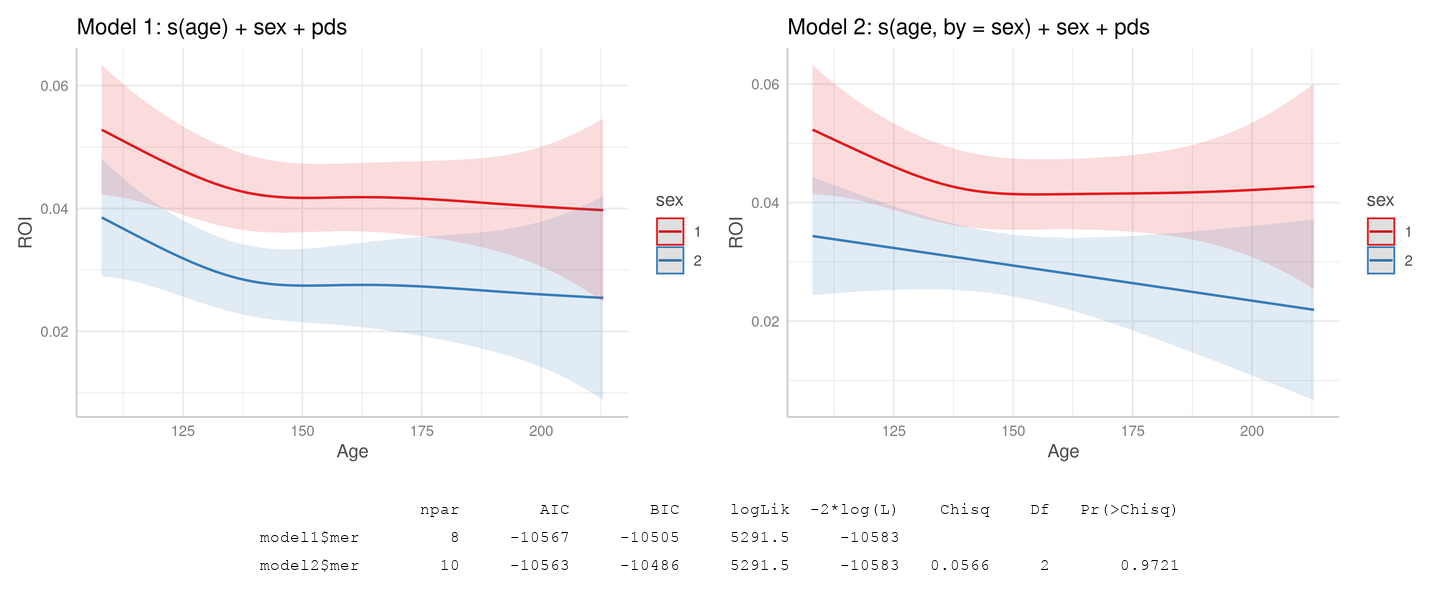 Model 1: s(age) + sex + pds
0.06
0.04
0.02
ROI
125 150 175 200
Age
sex
1
2
Model 2: s(age, by = sex) + sex + pds
0.06
0.04
0.02
ROI
125 150 175 200
Age
sex
1
2
npar AIC BIC logLik -2*log(L) Chisq Df Pr(>Chisq)
model1$mer 8 -10567 -10505 5291.5 -10583
model2$mer 10 -10563 -10486 5291.5 -10583 0.0566 2 0.9721